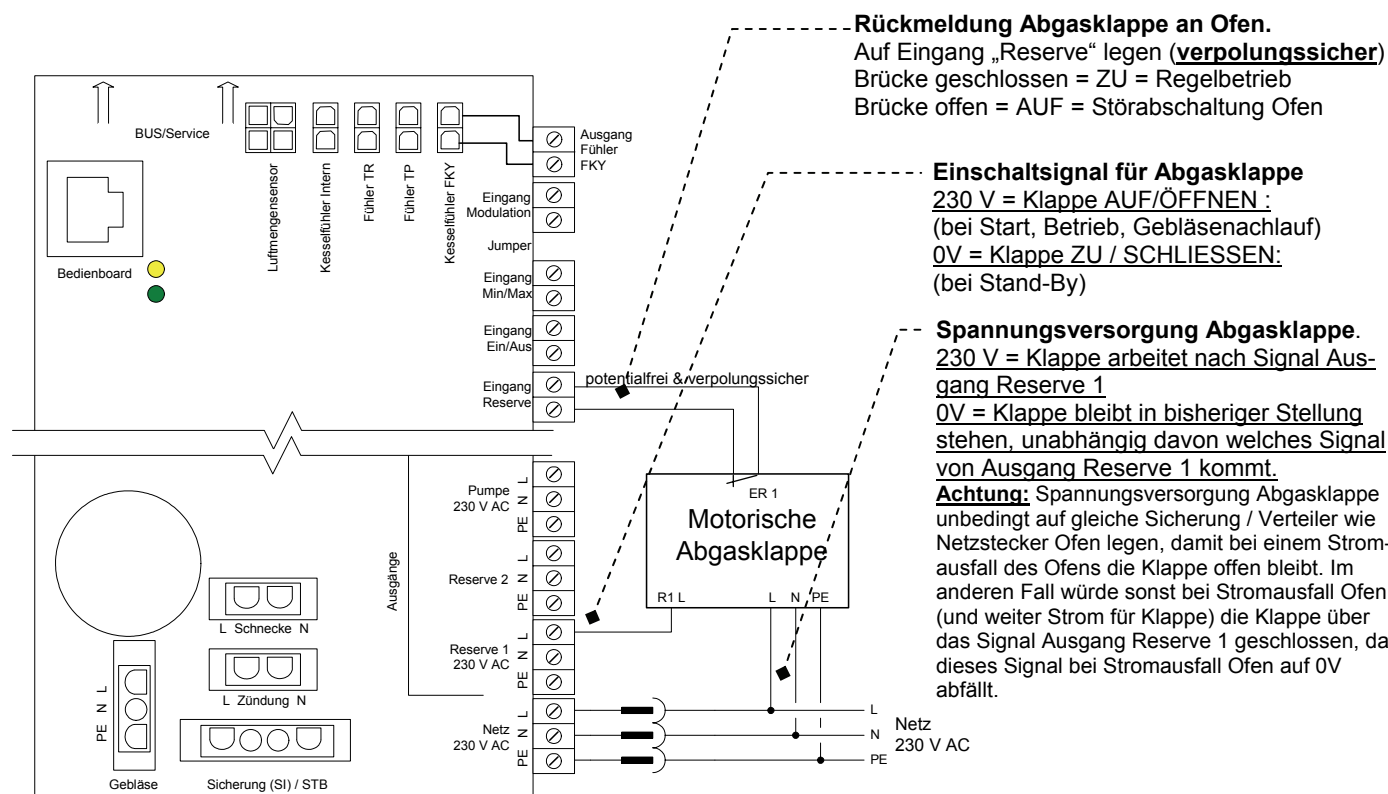 Rückmeldung Abgasklappe an Ofen.
Auf Eingang „Reserve“ legen (verpolungssicher)
Brücke geschlossen = ZU = Regelbetrieb
Brücke offen = AUF = Störabschaltung Ofen
Einschaltsignal für Abgasklappe
230 V = Klappe AUF/ÖFFNEN :
(bei Start, Betrieb, Gebläsenachlauf)
0V = Klappe ZU / SCHLIESSEN:
(bei Stand-By)
Spannungsversorgung Abgasklappe.
230 V = Klappe arbeitet nach Signal Aus-
gang Reserve 1
0V = Klappe bleibt in bisheriger Stellung
stehen, unabhängig davon welches Signal
von Ausgang Reserve 1 kommt.
Achtung: Spannungsversorgung Abgasklappe
unbedingt auf gleiche Sicherung / Verteiler wie
Netzstecker Ofen legen, damit bei einem Strom-
ausfall des Ofens die Klappe offen bleibt. Im
anderen Fall würde sonst bei Stromausfall Ofen
(und weiter Strom für Klappe) die Klappe über
das Signal Ausgang Reserve 1 geschlossen, da
dieses Signal bei Stromausfall Ofen auf 0V
abfällt.
BUS/Service
Bedienboard
Luftmengensensor
Kesselfühler Intern
Fühler TR
Fühler TP
Kesselfühler FKY
Ausgang
Fühler
FKY
Eingang
Modulation
Jumper
Eingang
Min/Max
Eingang
Ein/Aus
Eingang
Reserve
potentialfrei & verpolungssicher
ER 1
Motorische
Abgasklappe
R1 L
L N PE
Ausgänge
Pumpe
230 V AC
PE N L
Reserve 2
PE N L
Reserve 1
230 V AC
PE N L
Netz
230 V AC
PE N L
L
N
PE
Netz
230 V AC
L Schnecke N
L Zündung N
PE N L
Gebläse
Sicherung (SI) / STB